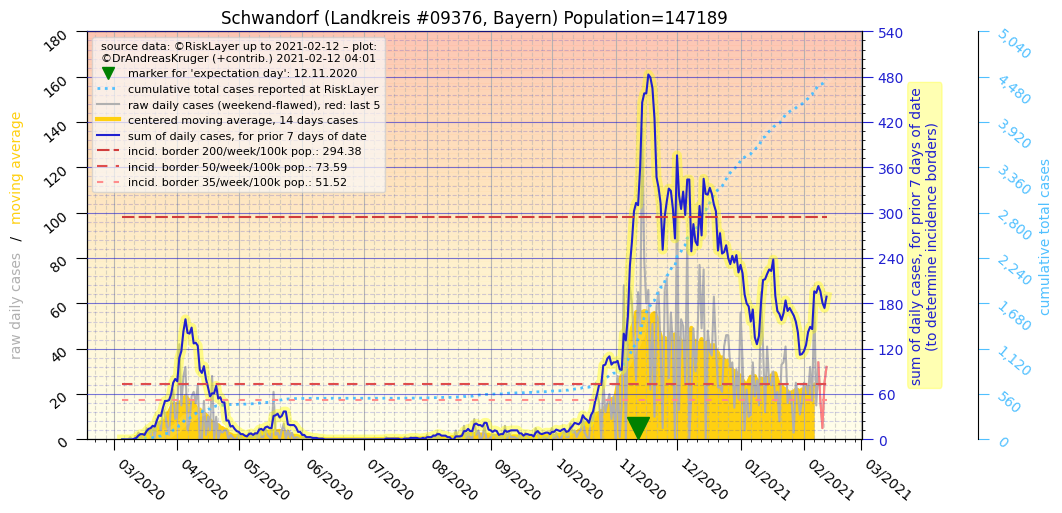 Schwandorf (Landkreis #09376, Bayern) Population=147189
source data: ©RiskLayer up to 2021-02-12 – plot:
©DrAndreasKruger (+contrib.) 2021-02-12 04:01
marker for 'expectation day': 12.11.2020
cumulative total cases reported at RiskLayer
raw daily cases (weekend-flawed), red: last 5
centered moving average, 14 days cases
sum of daily cases, for prior 7 days of date
incid. border 200/week/100k pop.: 294.38
incid. border 50/week/100k pop.: 73.59
incid. border 35/week/100k pop.: 51.52
raw daily cases / moving average
180
160
140
120
100
80
60
40
20
0
03/2020
04/2020
05/2020
06/2020
07/2020
08/2020
09/2020
10/2020
11/2020
12/2020
01/2021
02/2021
03/2021
540
480
420
360
300
240
180
120
60
0
sum of daily cases, for prior 7 days of date
(to determine incidence borders)
5,040
4,480
3,920
3,360
2,800
2,240
1,680
1,120
560
0
cumulative total cases